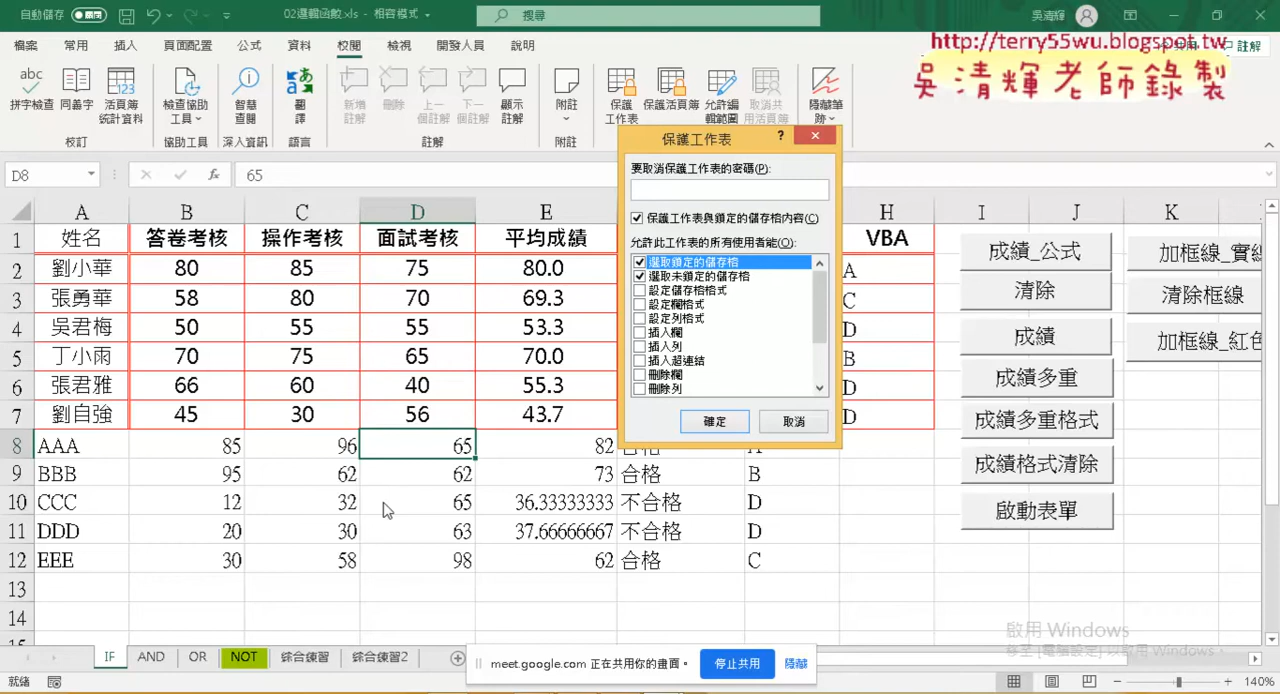 自動儲存
02邏輯函數.xls - 相容模式
搜尋
吳清輝
檔案 常用 插入 頁面配置 公式 資料 校閱 檢視 開發人員 說明
註解
http://terry55wu.blogspot.tw
吳清輝老師錄製
拼字檢查 同義字 活頁簿統計資料 檢查協助工具 智慧查閱 翻譯 新增註解 刪除 上一個註解 下一個註解 顯示註解 附註 保護工作表 保護活頁簿 允許編輯範圍 取消共用活頁簿 隱藏筆跡
校訂 協助工具 深入資訊 語言 註解 附註
D8 fx 65
保護工作表 ?
要取消保護工作表的密碼(P):
保護工作表與鎖定的儲存格內容(C)
允許此工作表的所有使用者能(O):
選取鎖定的儲存格
選取未鎖定的儲存格
設定儲存格格式
設定欄格式
設定列格式
插入欄
插入列
插入超連結
刪除欄
刪除列
確定 取消
A B C D E H I J K
1 姓名 答卷考核 操作考核 面試考核 平均成績 VBA
2 劉小華 80 85 75 80.0 A
3 張勇華 58 80 70 69.3 C
4 吳君梅 50 55 55 53.3 D
5 丁小雨 70 75 65 70.0 B
6 張君雅 66 60 40 55.3 D
7 劉自強 45 30 56 43.7 D
8 AAA 85 96 65 82 合格 A
9 BBB 95 62 62 73 合格 B
10 CCC 12 32 65 36.33333333 不合格 D
11 DDD 20 30 63 37.66666667 不合格 D
12 EEE 30 58 98 62 合格 C
13
14
15
成績_公式
清除
成績
成績多重
成績多重格式
成績格式清除
啟動表單
加框線_實線
清除框線
加框線_紅色
啟用 Windows
移至 [電腦設定] 以啟用 Windows。
IF AND OR NOT 綜合練習 綜合練習2
meet.google.com 正在共用你的畫面。 停止共用 隱藏
就緒
140%